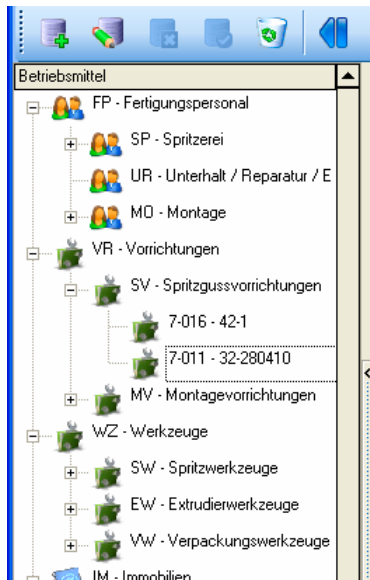 Betriebsmittel
FP - Fertigungspersonal
SP - Spritzerei
UR - Unterhalt / Reparatur / E
MO - Montage
VR - Vorrichtungen
SV - Spritzgussvorrichtungen
7-016 - 42-1
7-011 - 32-280410
MV - Montagevorrichtungen
WZ - Werkzeuge
SW - Spritzwerkzeuge
EW - Extrudierwerkzeuge
VW - Verpackungswerkzeuge
IM - Immobilien